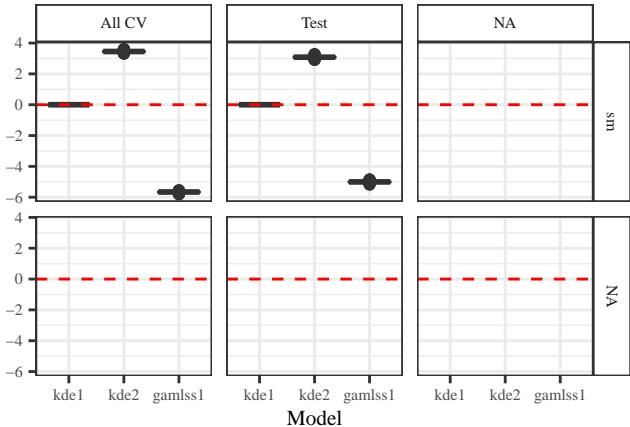 All CV Test NA
4
2
0
−2
−4
−6
sm
4
2
0
−2
−4
−6
NA
kde1 kde2 gamlss1 kde1 kde2 gamlss1 kde1 kde2 gamlss1
Model